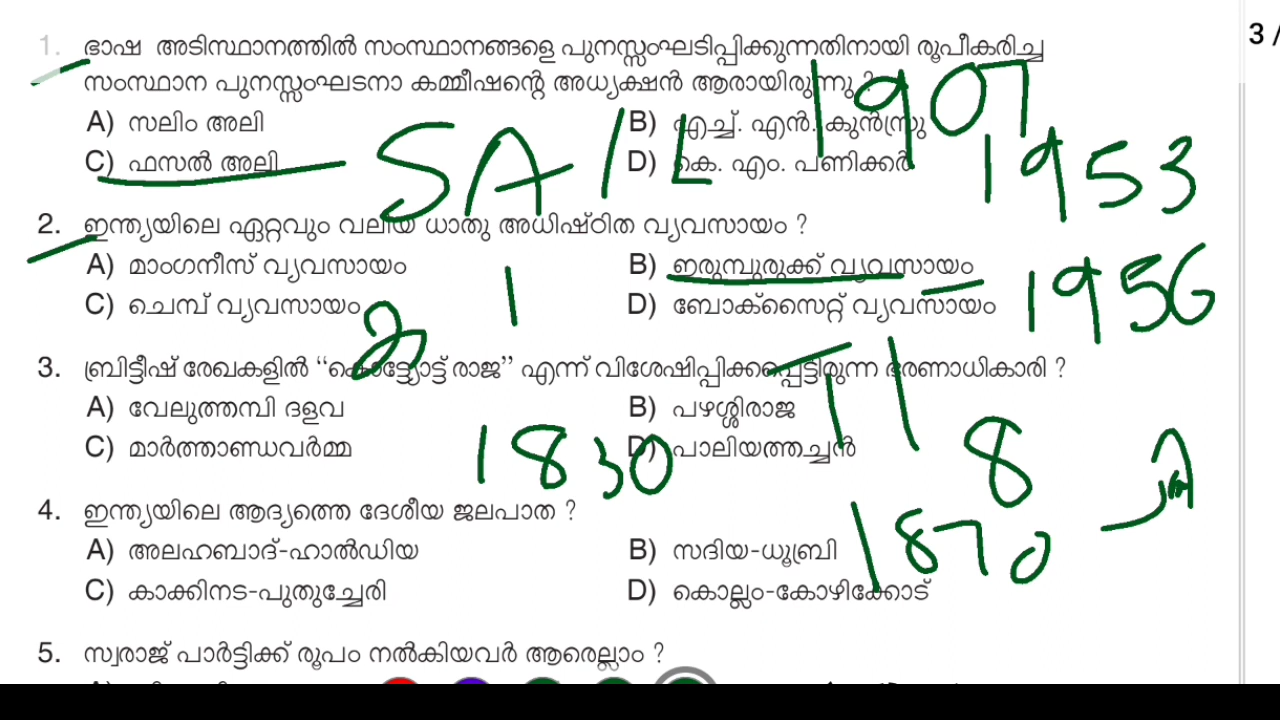 3 /
1. ഭാഷ അടിസ്ഥാനത്തിൽ സംസ്ഥാനങ്ങളെ പുനസ്സംഘടിപ്പിക്കുന്നതിനായി രൂപീകരിച്ച
സംസ്ഥാന പുനസ്സംഘടനാ കമ്മീഷന്റെ അധ്യക്ഷൻ ആരായിരുന്നു ?
1907
A) സലിം അലി B) എച്ച്. എൻ. കുൻസ്രു
SAIL
C) ഫസൽ അലി D) കെ. എം. പണിക്കർ
1953
2. ഇന്ത്യയിലെ ഏറ്റവും വലിയ ധാതു അധിഷ്ഠിത വ്യവസായം ?
A) മാംഗനീസ് വ്യവസായം B) ഇരുമ്പുരുക്ക് വ്യവസായം
1956
C) ചെമ്പ് വ്യവസായം D) ബോക്സൈറ്റ് വ്യവസായം
1
3. ബ്രിട്ടീഷ് രേഖകളിൽ “കൊട്ട്യോട്ട് രാജ” എന്ന് വിശേഷിപ്പിക്കപ്പെട്ടിരുന്ന ഭരണാധികാരി ?
A) വേലുത്തമ്പി ദളവ B) പഴശ്ശിരാജ
C) മാർത്താണ്ഡവർമ്മ D) പാലിയത്തച്ചൻ
1830
8
4. ഇന്ത്യയിലെ ആദ്യത്തെ ദേശീയ ജലപാത ?
1870
A) അലഹബാദ്-ഹാൽഡിയ B) സദിയ-ധൂബ്രി
C) കാക്കിനട-പുതുച്ചേരി D) കൊല്ലം-കോഴിക്കോട്
5. സ്വരാജ് പാർട്ടിക്ക് രൂപം നൽകിയവർ ആരെല്ലാം ?